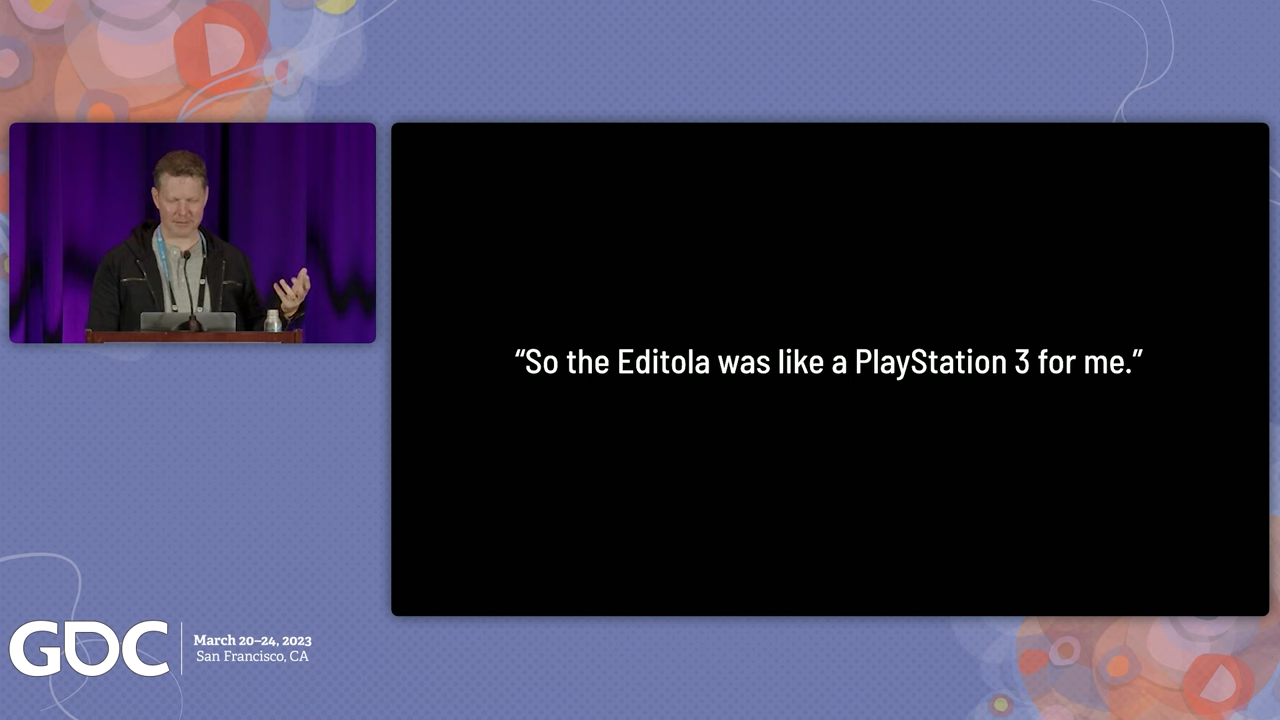 “So the Editola was like a PlayStation 3 for me.”
GDC
March 20–24, 2023
San Francisco, CA